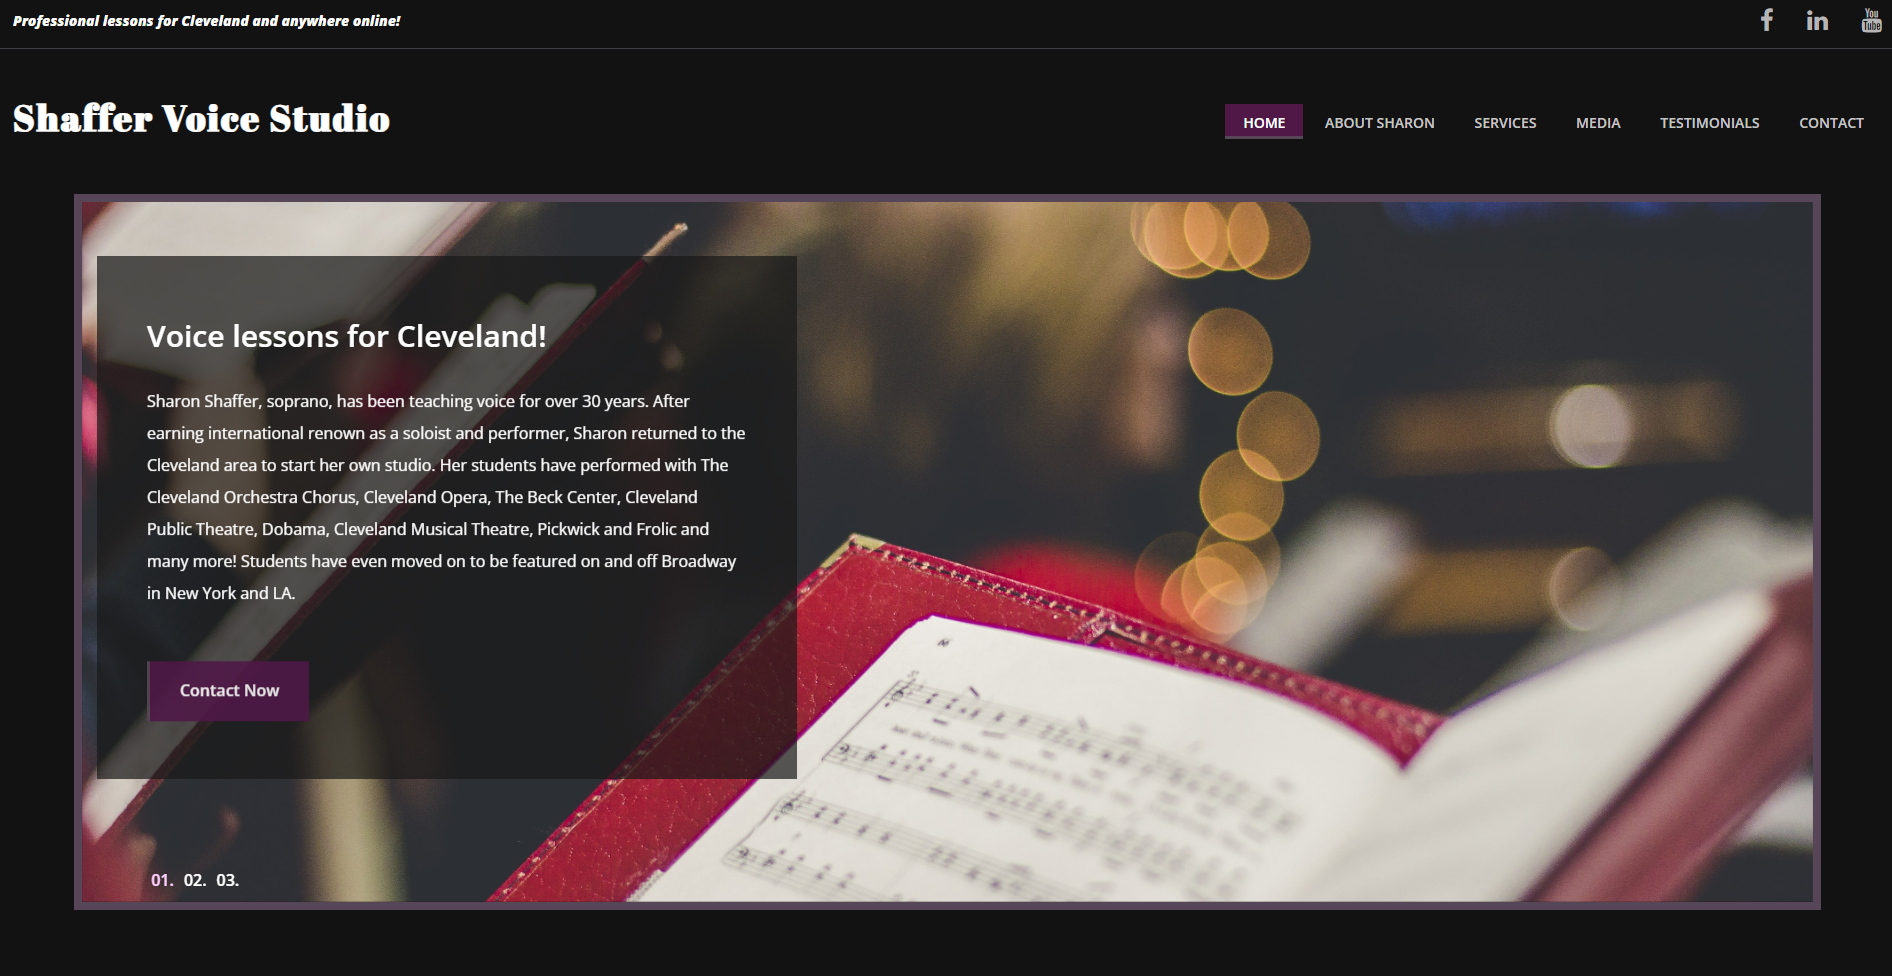 Professional lessons for Cleveland and anywhere online!
You
Tube
Shaffer Voice Studio
HOME
ABOUT SHARON
SERVICES
MEDIA
TESTIMONIALS
CONTACT
Voice lessons for Cleveland!
Sharon Shaffer, soprano, has been teaching voice for over 30 years. After
earning international renown as a soloist and performer, Sharon returned to the
Cleveland area to start her own studio. Her students have performed with The
Cleveland Orchestra Chorus, Cleveland Opera, The Beck Center, Cleveland
Public Theatre, Dobama, Cleveland Musical Theatre, Pickwick and Frolic and
many more! Students have even moved on to be featured on and off Broadway
in New York and LA.
Contact Now
01. 02. 03.